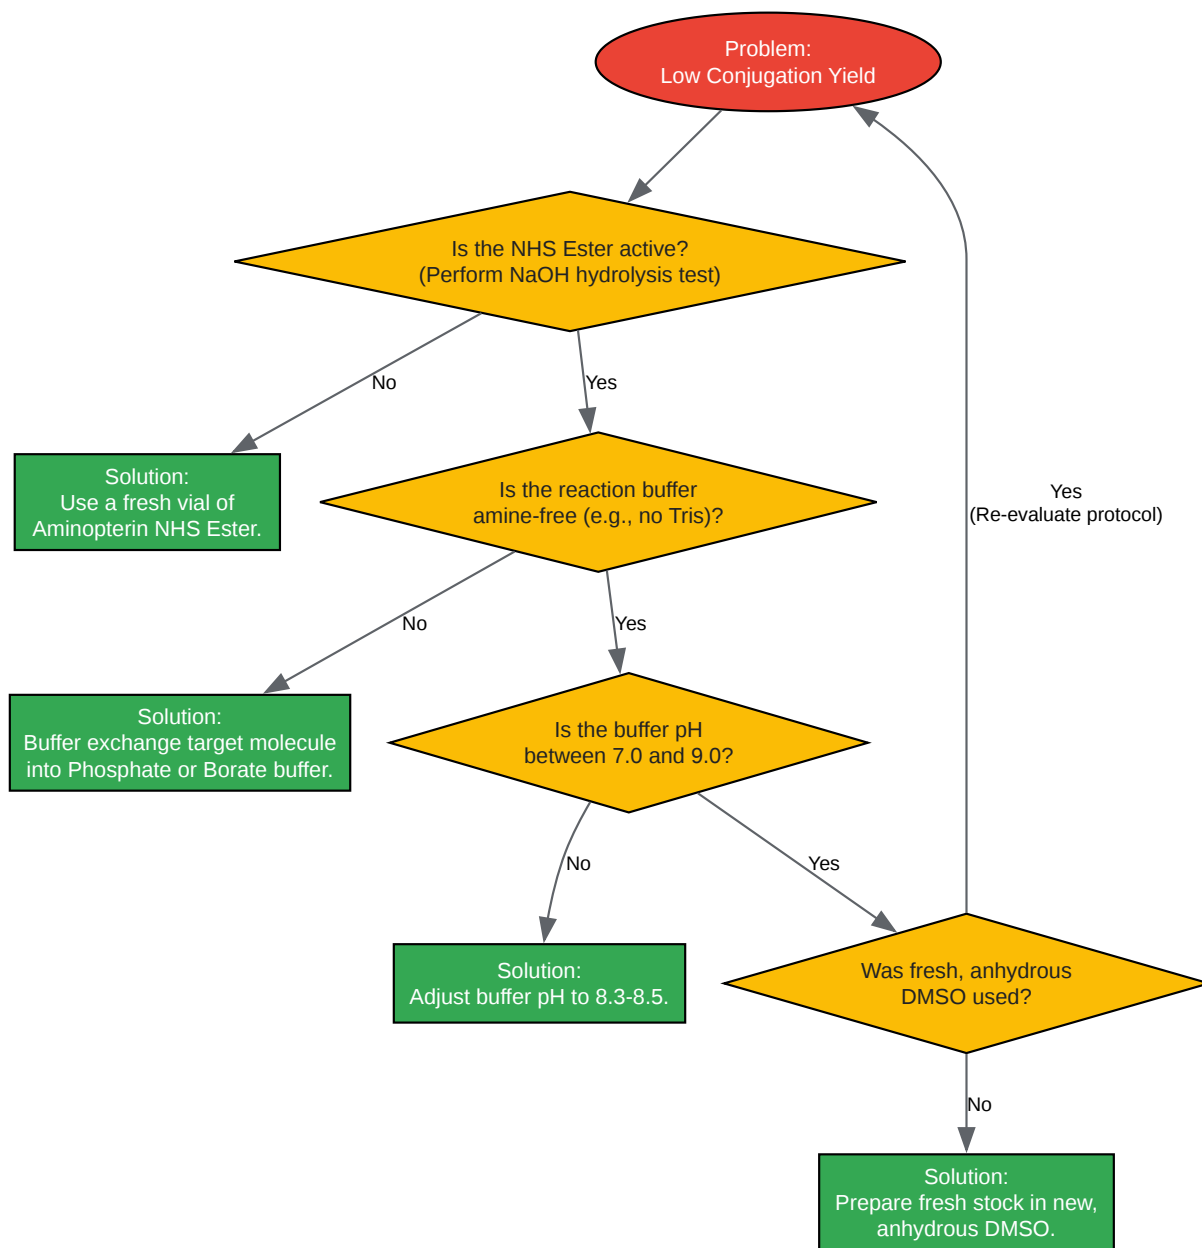 Problem:
Low Conjugation Yield
Is the NHS Ester active?
(Perform NaOH hydrolysis test)
No
Yes
Solution:
Use a fresh vial of
Aminopterin NHS Ester.
Is the reaction buffer
amine-free (e.g., no Tris)?
Yes
(Re-evaluate protocol)
No
Yes
Solution:
Buffer exchange target molecule
into Phosphate or Borate buffer.
Is the buffer pH
between 7.0 and 9.0?
No
Yes
Solution:
Adjust buffer pH to 8.3-8.5.
Was fresh, anhydrous
DMSO used?
No
Solution:
Prepare fresh stock in new,
anhydrous DMSO.